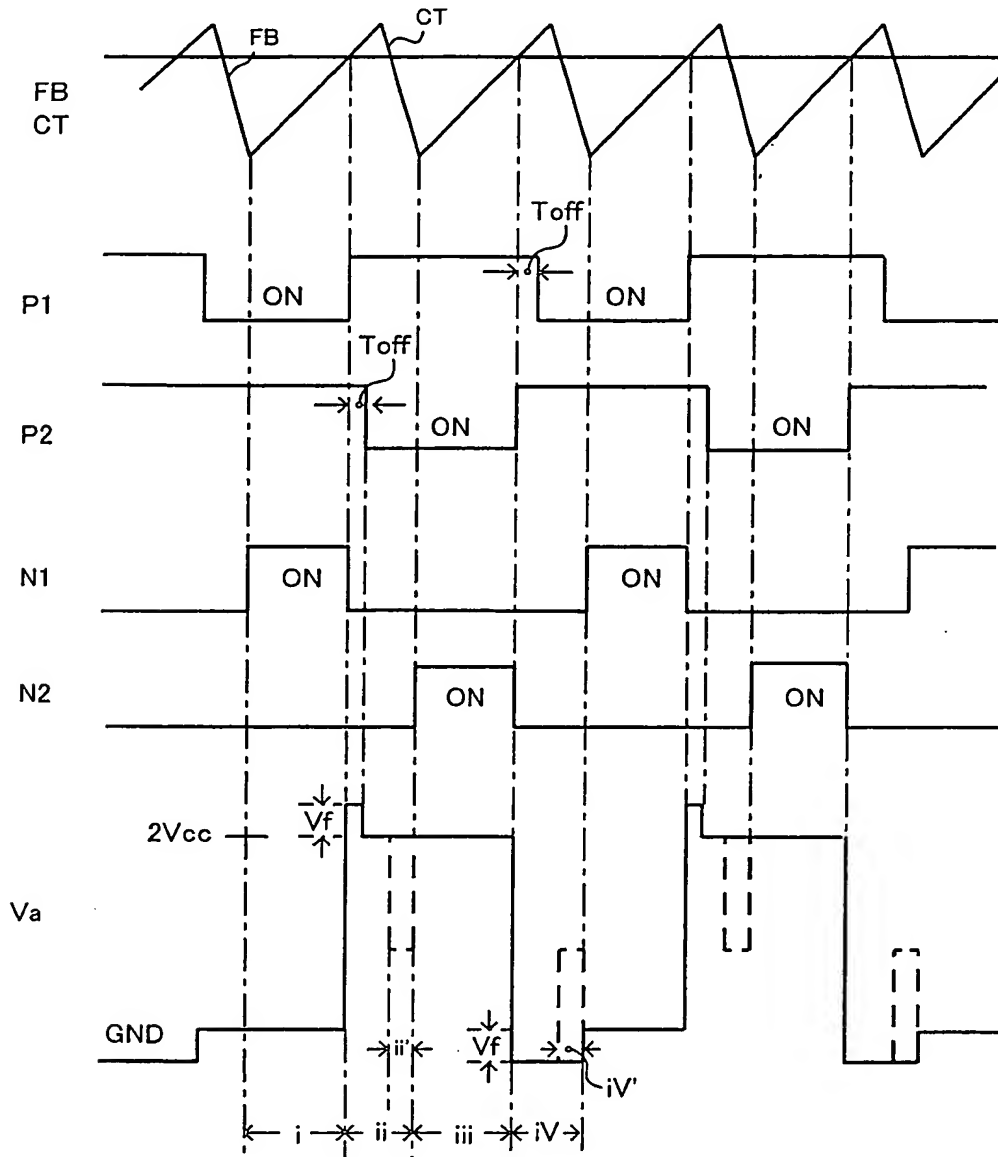 CT
FB
FB
CT
Toff
P1
ON
ON
Toff
P2
ON
ON
N1
ON
ON
N2
ON
ON
Vf
2Vcc
Va
GND
Vf
ii'
iV'
i
ii
iii
iV